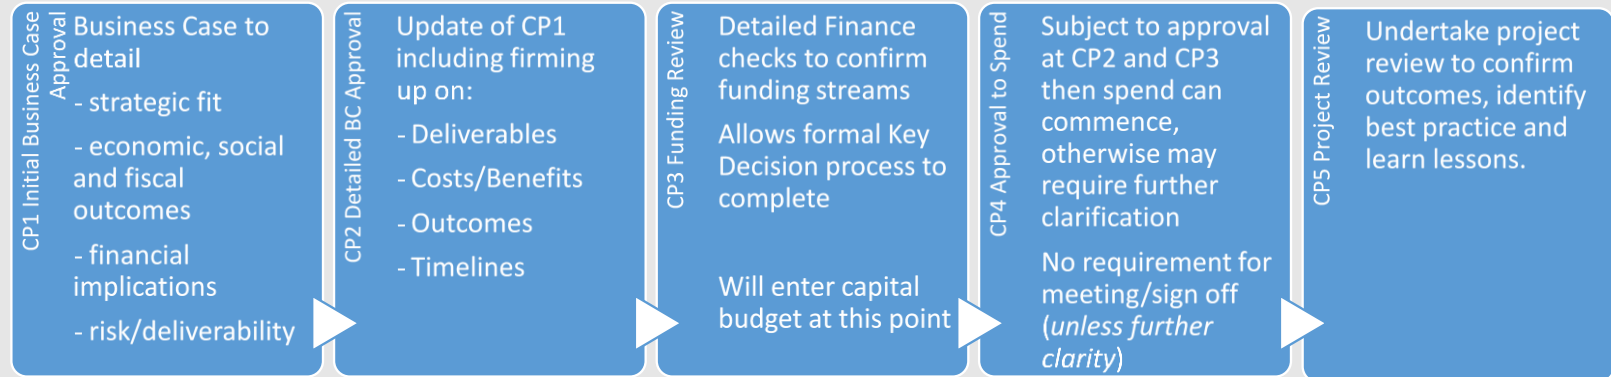 CP1 Initial Business Case
Approval
Business Case to
detail
- strategic fit
- economic, social
and fiscal
outcomes
- financial
implications
- risk/deliverability
CP2 Detailed BC Approval
Update of CP1
including firming
up on:
- Deliverables
- Costs/Benefits
- Outcomes
- Timelines
CP3 Funding Review
Detailed Finance
checks to confirm
funding streams
Allows formal Key
Decision process to
complete
Will enter capital
budget at this point
CP4 Approval to Spend
Subject to approval
at CP2 and CP3
then spend can
commence,
otherwise may
require further
clarification
No requirement for
meeting/sign off
(unless further
clarity)
CP5 Project Review
Undertake project
review to confirm
outcomes, identify
best practice and
learn lessons.